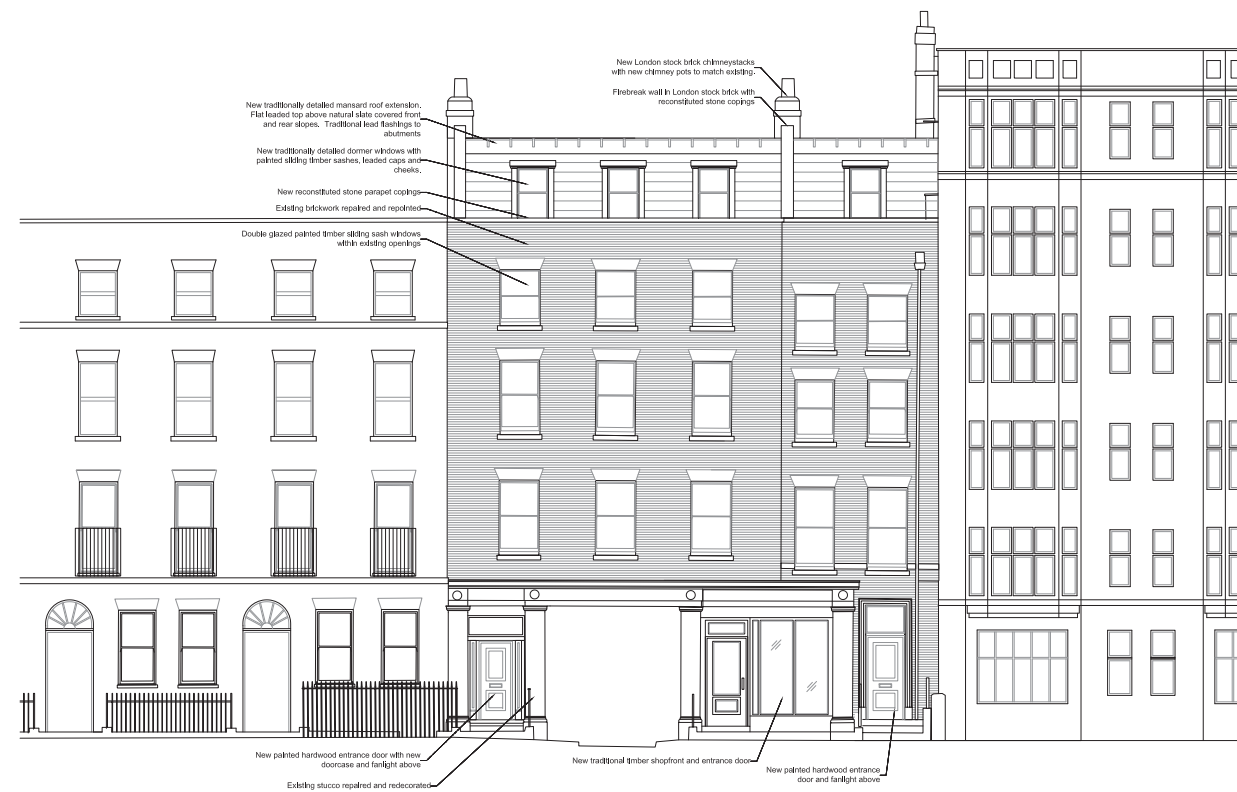 New London stock brick chimneystacks
with new chimney pots to match existing.
Firebreak wall in London stock brick with
reconstituted stone copings
New traditionally detailed mansard roof extension.
Flat leaded top above natural slate covered front
and rear slopes. Traditional lead flashings to
abutments
New traditionally detailed dormer windows with
painted sliding timber sashes, leaded caps and
cheeks.
New reconstituted stone parapet copings
Existing brickwork repaired and repointed
Double glazed painted timber sliding sash windows
within existing openings
New painted hardwood entrance door with new
doorcase and fanlight above
Existing stucco repaired and redecorated
New traditional timber shopfront and entrance door
New painted hardwood entrance
door and fanlight above